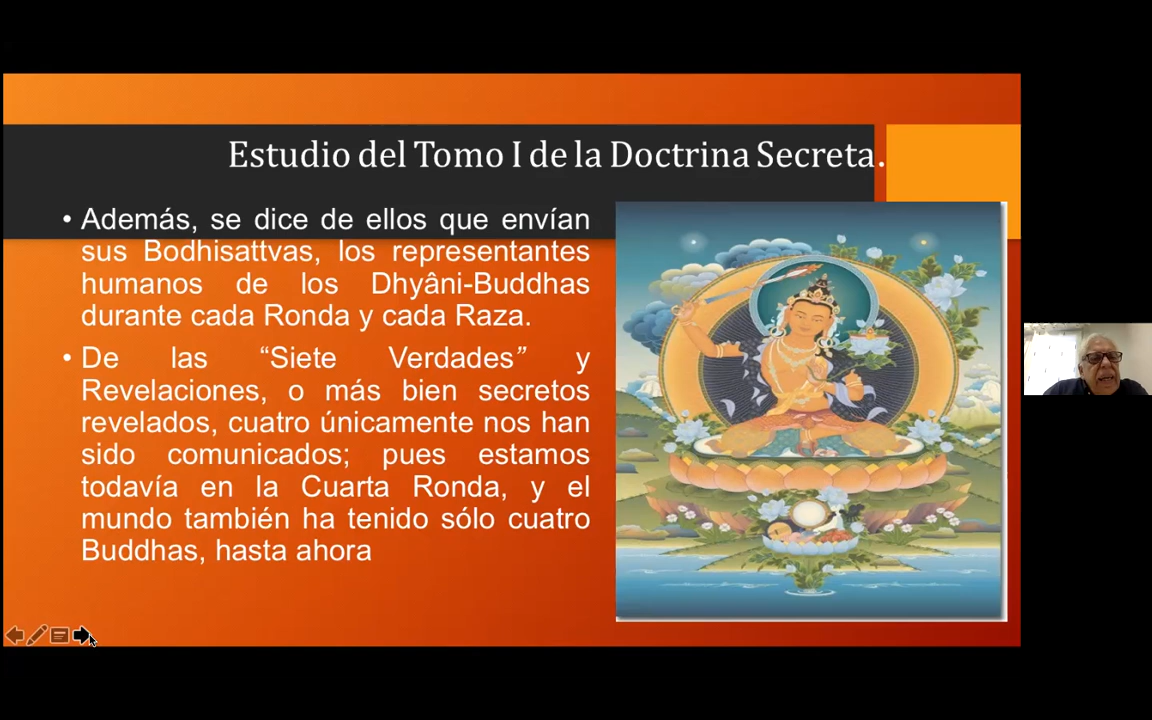 Estudio del Tomo I de la Doctrina Secreta.
• Además, se dice de ellos que envían
sus Bodhisattvas, los representantes
humanos de los Dhyâni-Buddhas
durante cada Ronda y cada Raza.
• De las “Siete Verdades” y
Revelaciones, o más bien secretos
revelados, cuatro únicamente nos han
sido comunicados; pues estamos
todavía en la Cuarta Ronda, y el
mundo también ha tenido sólo cuatro
Buddhas, hasta ahora